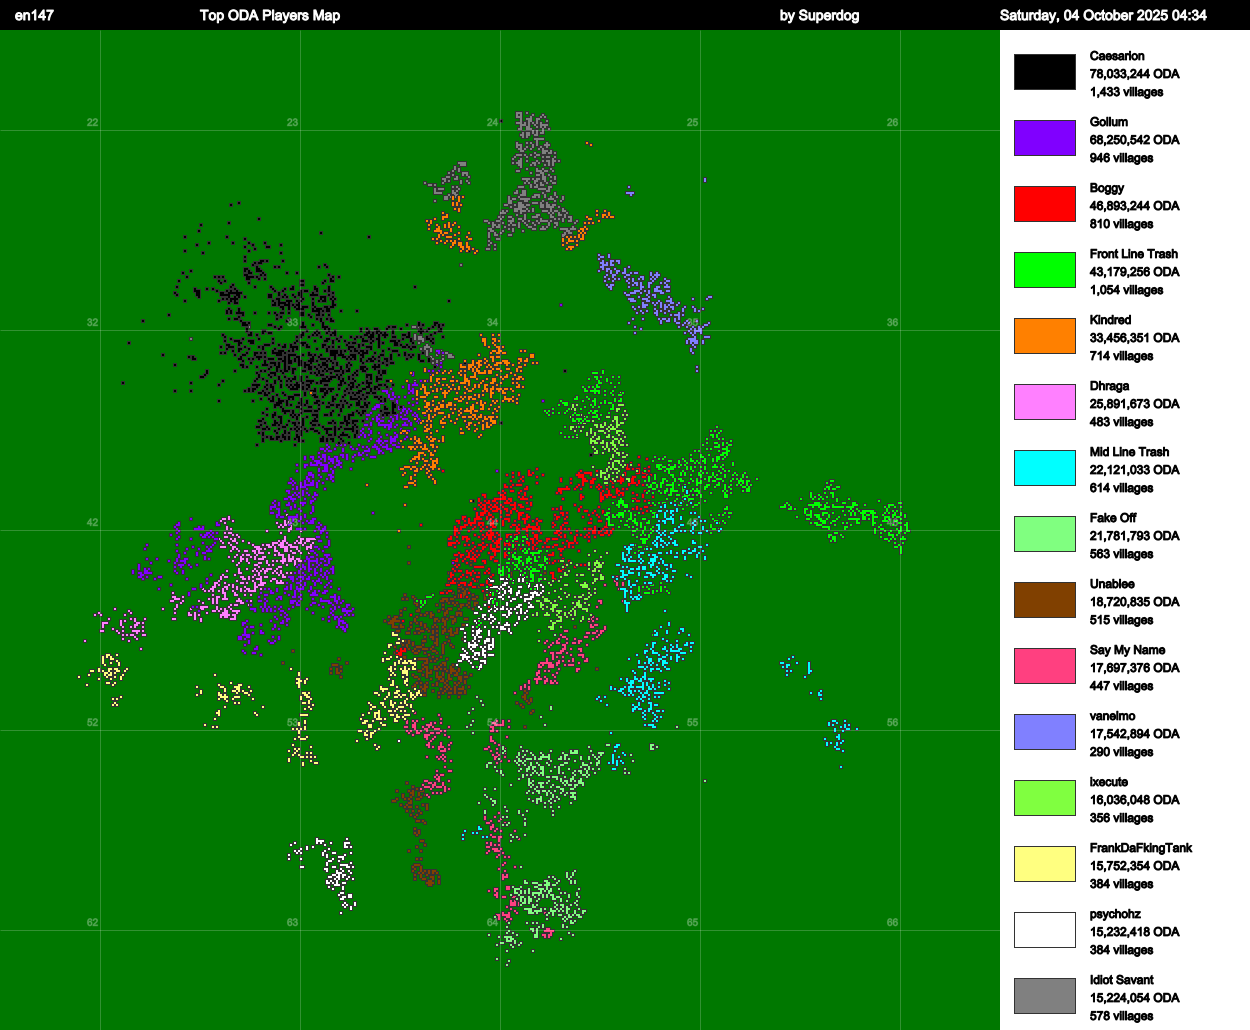 en147 Top ODA Players Map by Superdog Saturday, 04 October 2025 04:34
Caesarion
78,033,244 ODA
1,433 villages
Gollum
68,250,542 ODA
946 villages
Boggy
46,893,244 ODA
810 villages
Front Line Trash
43,179,256 ODA
1,054 villages
Kindred
33,456,351 ODA
714 villages
Dhraga
25,891,673 ODA
483 villages
Mid Line Trash
22,121,033 ODA
614 villages
Fake Off
21,781,793 ODA
563 villages
Unablee
18,720,835 ODA
515 villages
Say My Name
17,697,376 ODA
447 villages
vanelmo
17,542,894 ODA
290 villages
ixecute
16,036,048 ODA
356 villages
FrankDaFkingTank
15,752,354 ODA
384 villages
psychohz
15,232,418 ODA
384 villages
Idiot Savant
15,224,054 ODA
578 villages
22 23 24 25 26
32 33 34 35 36
42 43 44 45 46
52 53 54 55 56
62 63 64 65 66